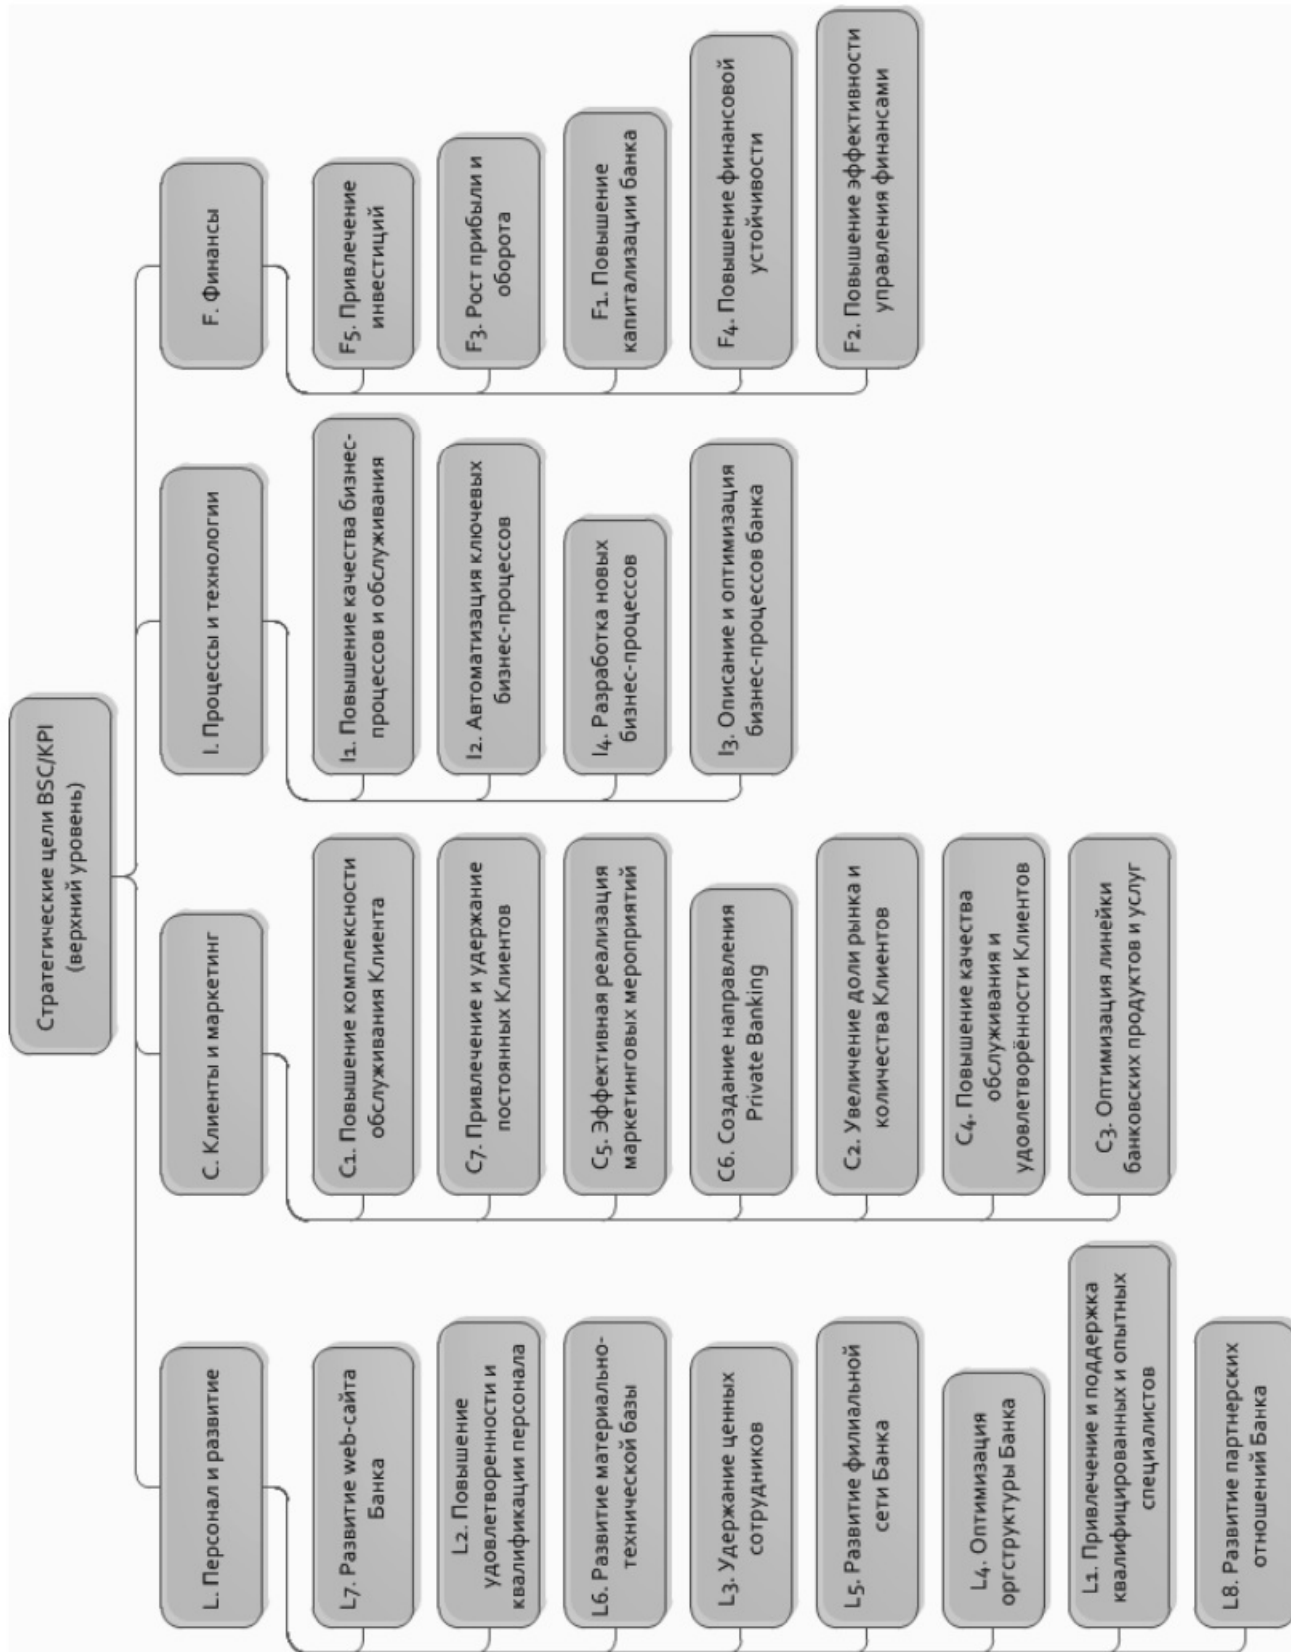 Стратегические цели BSC/KPI
(верхний уровень)
L. Персонал и развитие
L7. Развитие web-сайта
Банка
L2. Повышение
удовлетворенности и
квалификации персонала
L6. Развитие материально-
технической базы
L3. Удержание ценных
сотрудников
L5. Развитие филиальной
сети Банка
L4. Оптимизация
оргструктуры Банка
L1. Привлечение и поддержка
квалифицированных и опытных
специалистов
L8. Развитие партнерских
отношений Банка
C. Клиенты и маркетинг
C1. Повышение комплексности
обслуживания Клиента
C7. Привлечение и удержание
постоянных Клиентов
C5. Эффективная реализация
маркетинговых мероприятий
C6. Создание направления
Private Banking
C2. Увеличение доли рынка и
количества Клиентов
C4. Повышение качества
обслуживания и
удовлетворённости Клиентов
C3. Оптимизация линейки
банковских продуктов и услуг
I. Процессы и технологии
I1. Повышение качества бизнес-
процессов и обслуживания
I2. Автоматизация ключевых
бизнес-процессов
I4. Разработка новых
бизнес-процессов
I3. Описание и оптимизация
бизнес-процессов банка
F. Финансы
F5. Привлечение
инвестиций
F3. Рост прибыли и
оборота
F1. Повышение
капитализации банка
F4. Повышение финансовой
устойчивости
F2. Повышение эффективности
управления финансами